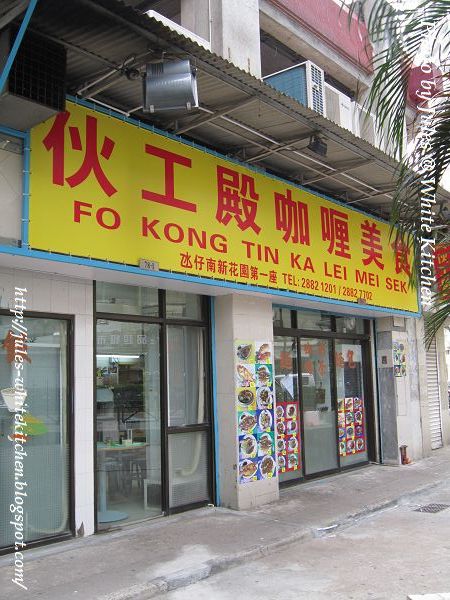 伙工殿咖喱美食
FO KONG TIN KA LEI MEI SEK
氹仔南新花園第一座 TEL: 2882 1201 / 2882 7702
http://jules-whitekitchen.blogspot.com/
Photo by Jules @ White Kitchen